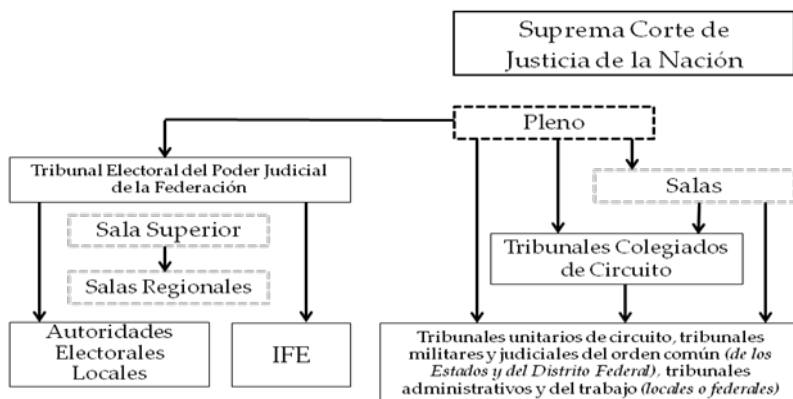 Suprema Corte de
Justicia de la Nación
Pleno
Tribunal Electoral del Poder Judicial
de la Federación
Salas
Sala Superior
Tribunales Colegiados
de Circuito
Salas Regionales
Autoridades
Electorales
Locales
IFE
Tribunales unitarios de circuito, tribunales
militares y judiciales del orden común (de los
Estados y del Distrito Federal), tribunales
administrativos y del trabajo (locales o federales)